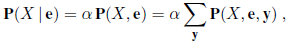 P(X | e) = α P(X, e) = α ∑_y P(X, e, y) ,